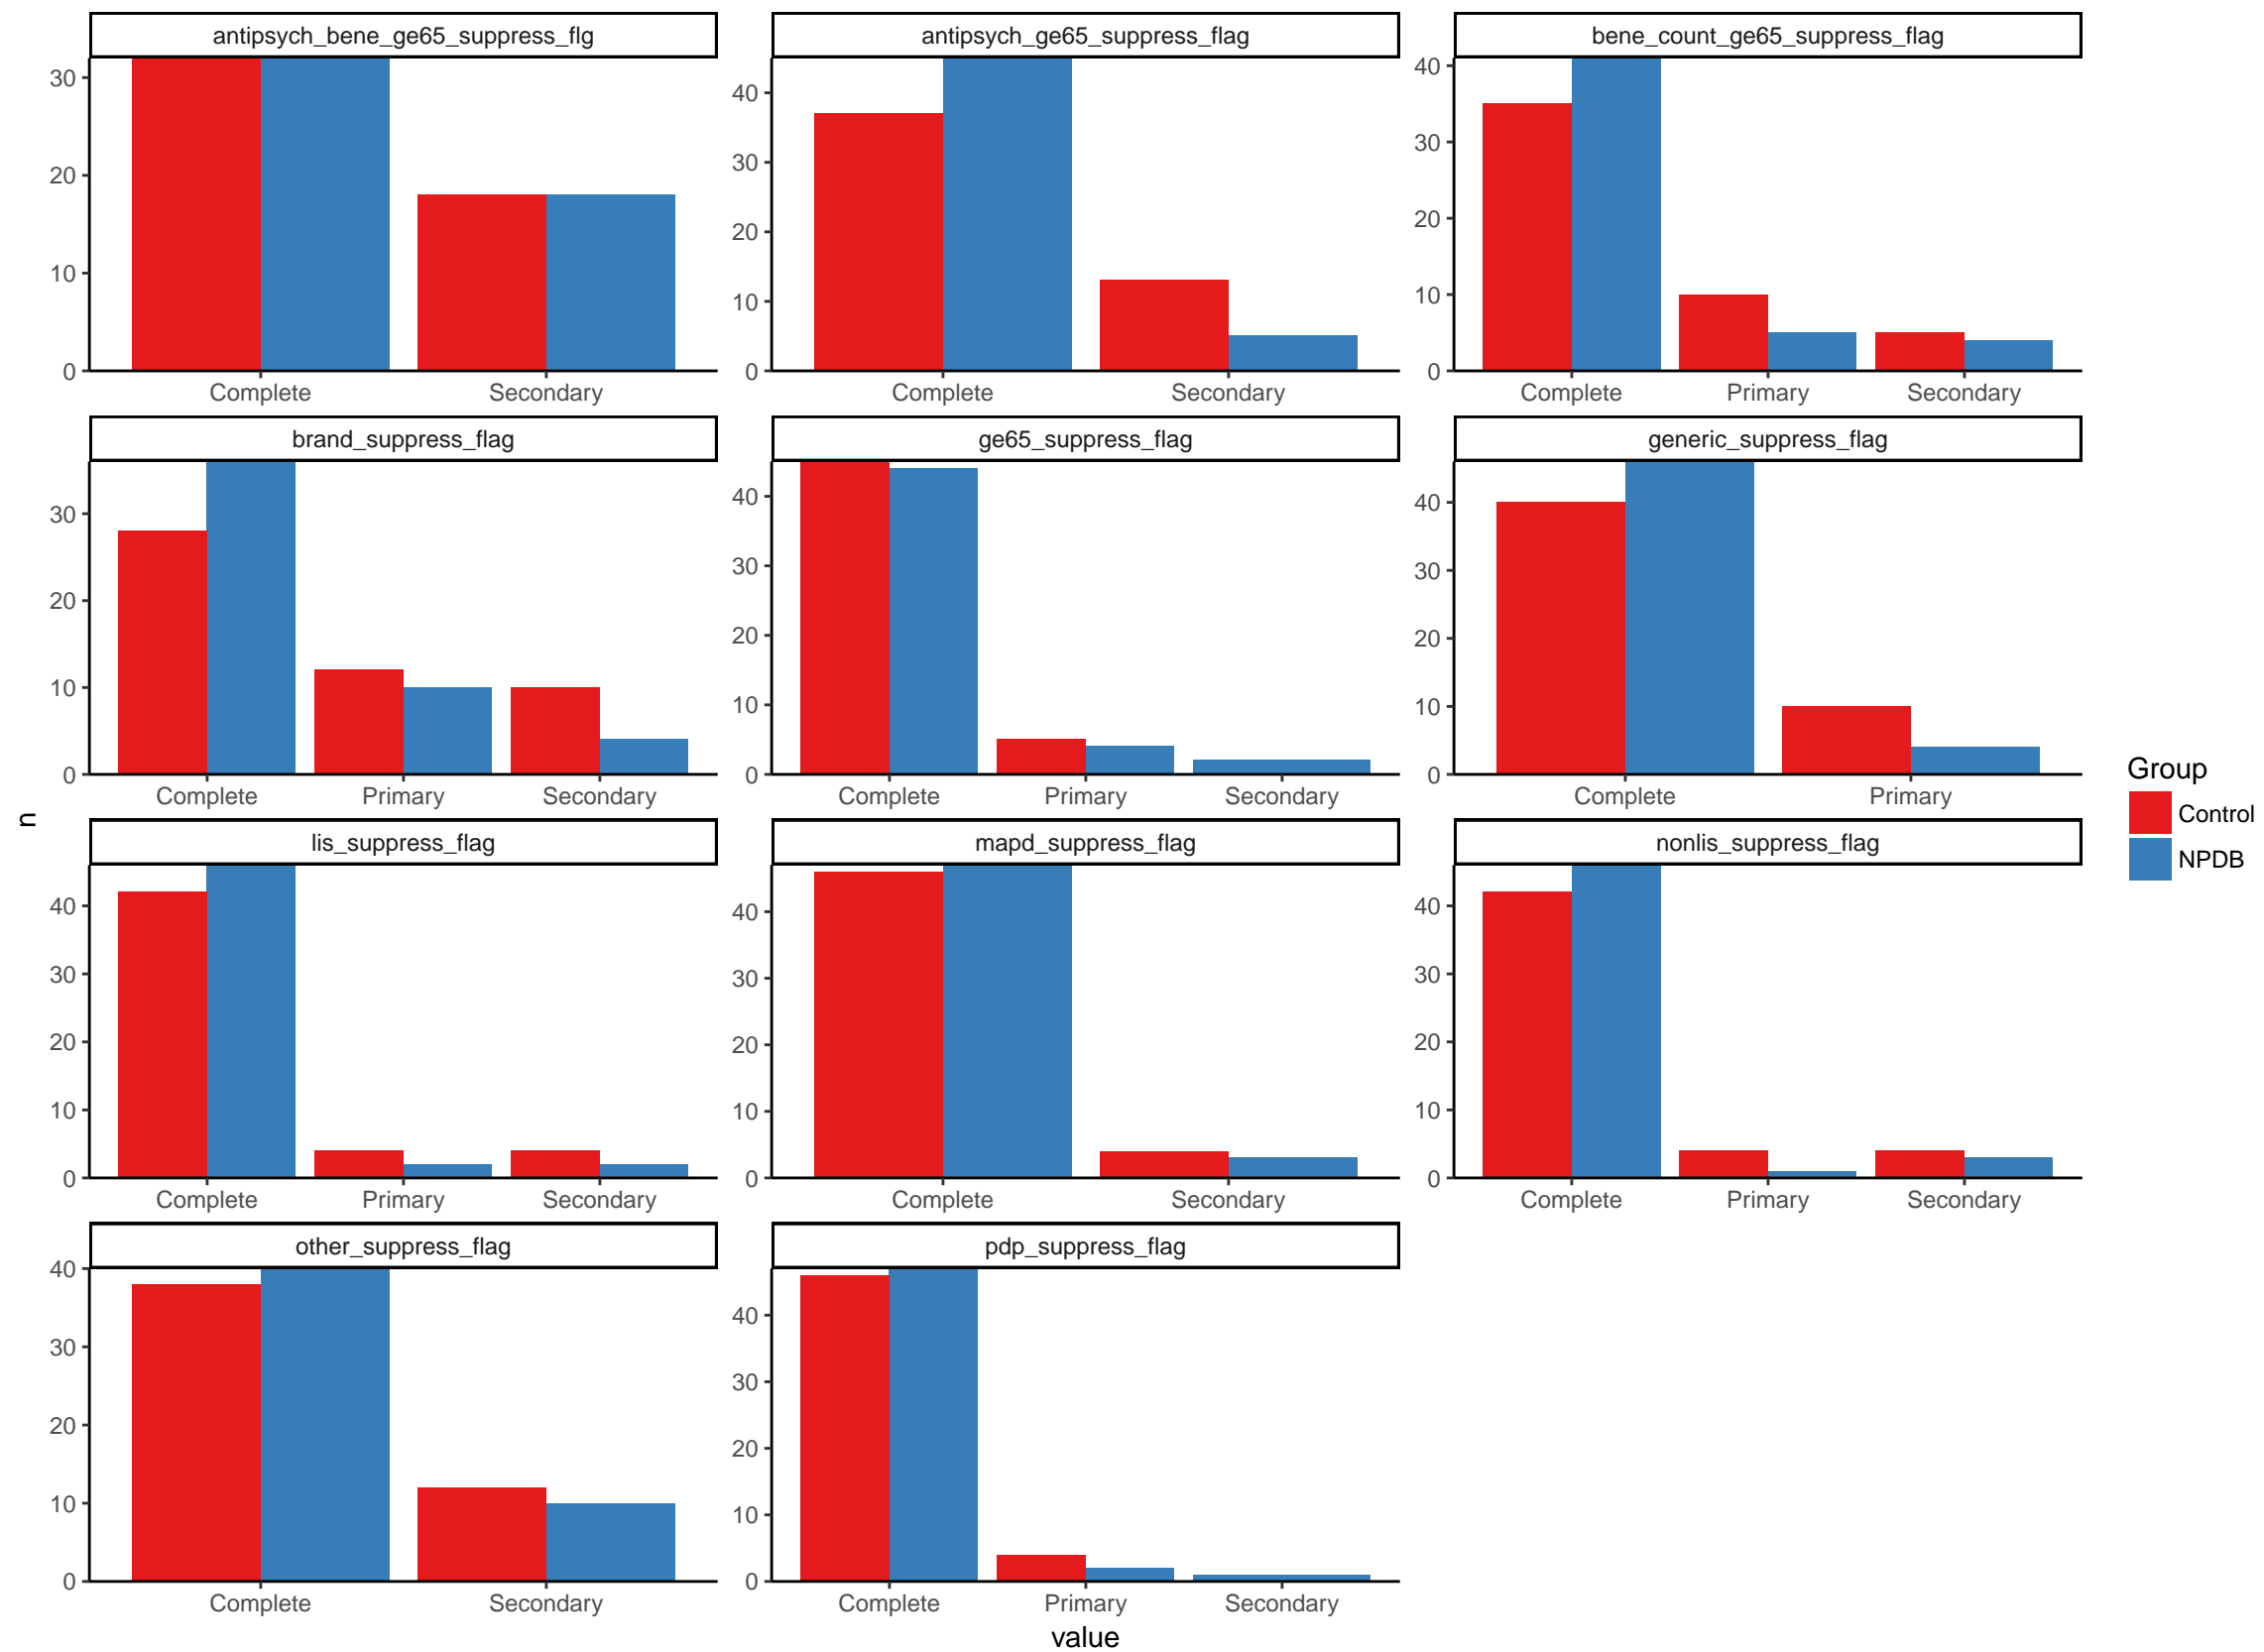 antipsych_bene_ge65_suppress_flg
antipsych_ge65_suppress_flag
bene_count_ge65_suppress_flag
30
20
10
0
Complete Secondary
40
30
20
10
0
Complete Secondary
40
30
20
10
0
Complete Primary Secondary
brand_suppress_flag
ge65_suppress_flag
generic_suppress_flag
30
20
10
0
Complete Primary Secondary
40
30
20
10
0
Complete Primary Secondary
40
30
20
10
0
Complete Primary
lis_suppress_flag
mapd_suppress_flag
nonlis_suppress_flag
40
30
20
10
0
Complete Primary Secondary
40
30
20
10
0
Complete Secondary
40
30
20
10
0
Complete Primary Secondary
other_suppress_flag
pdp_suppress_flag
40
30
20
10
0
Complete Secondary
40
30
20
10
0
Complete Primary Secondary
n
value
Group
Control
NPDB